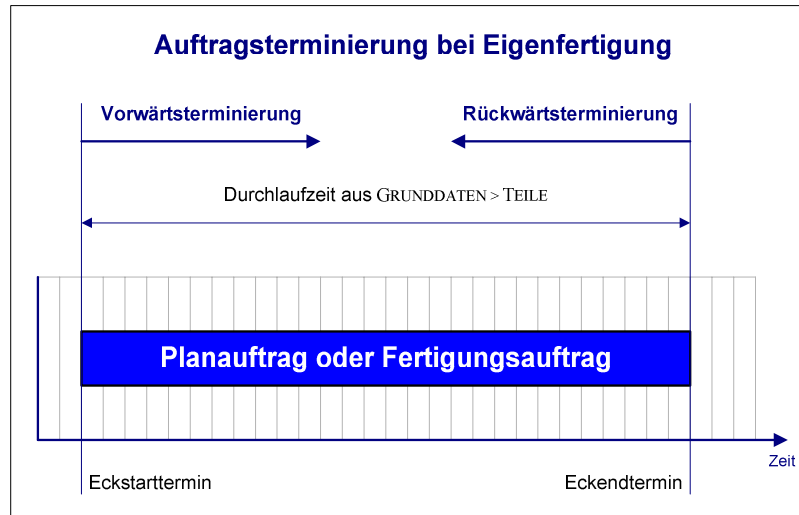 Auftragsterminierung bei Eigenfertigung
Vorwärtsterminierung
Rückwärtsterminierung
Durchlaufzeit aus GRUNDDATEN > TEILE
Planauftrag oder Fertigungsauftrag
Zeit
Eckstarttermin
Eckendtermin